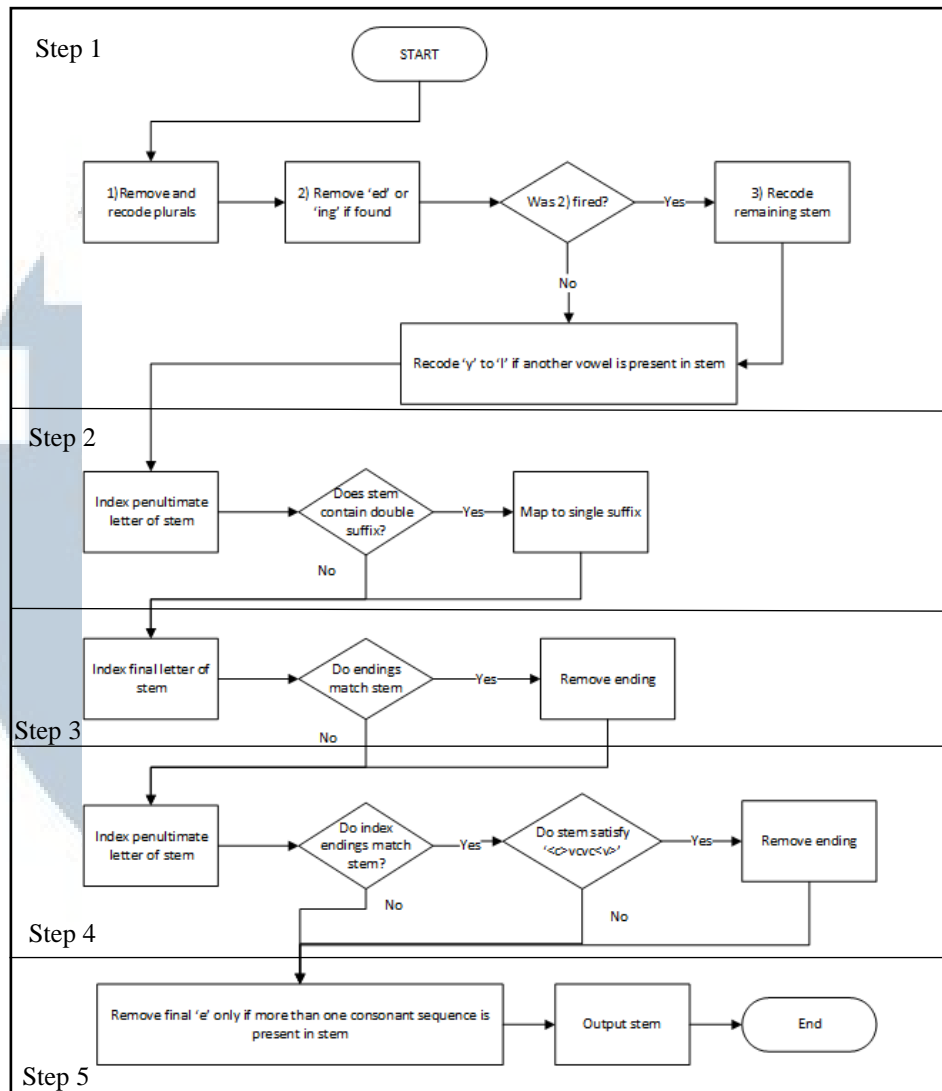 Step 1
START
1)Remove and
recode plurals
2) Remove ‘ed’ or
‘ing’ if found
Was 2) fired?
Yes
3) Recode
remaining stem
No
Recode ‘y’ to ‘I’ if another vowel is present in stem
Step 2
Index penultimate
letter of stem
Does stem
contain double
suffix?
Yes
Map to single suffix
No
Index final letter of
stem
Do endings
match stem
Yes
Remove ending
Step 3
No
Index penultimate
letter of stem
Do index
endings match
stem?
Yes
Do stem satisfy
‘<c>vcvc<v>’
Yes
Remove ending
No
No
Step 4
Remove final ‘e’ only if more than one consonant sequence is
present in stem
Output stem
End
Step 5